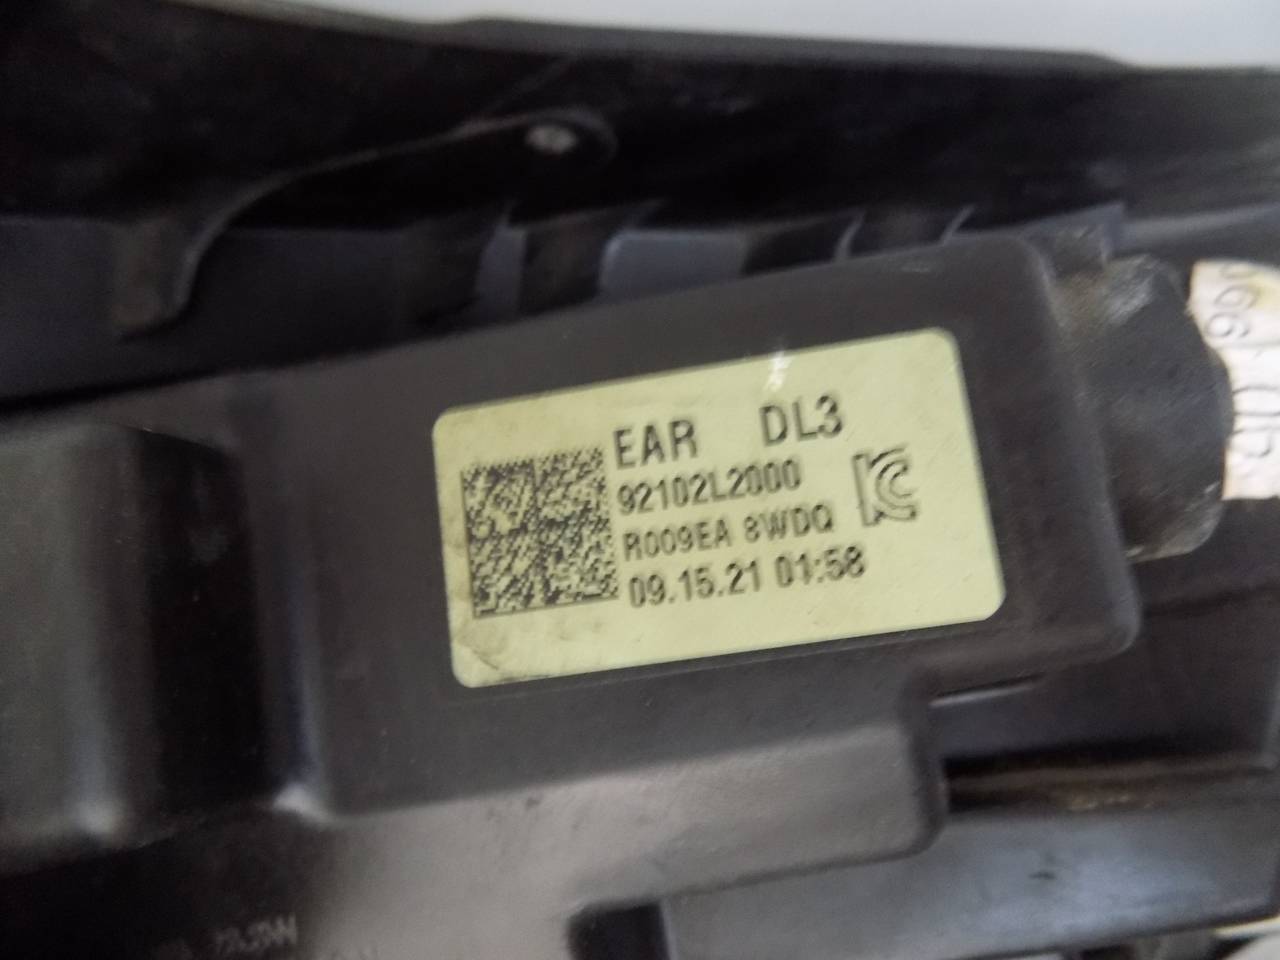 EAR DL3
92102L2000
R009EA 8WDQ
09.15.21 01:58